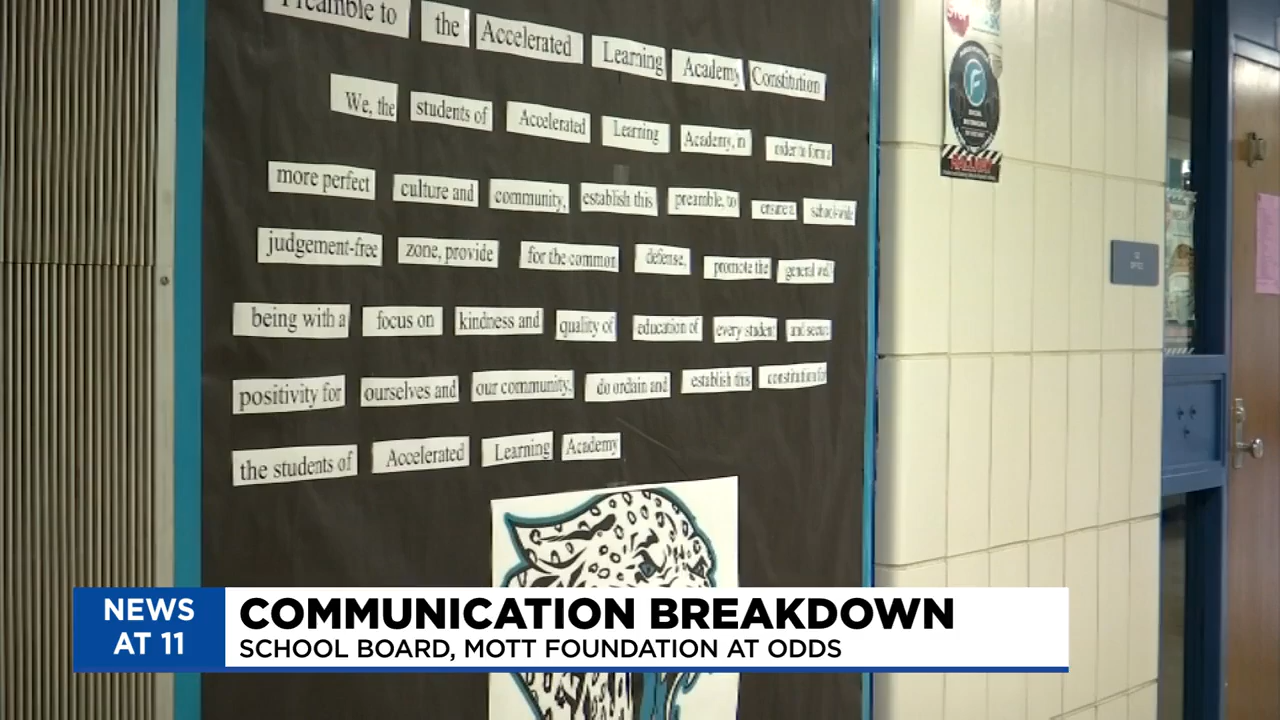 Preamble to the Accelerated Learning Academy Constitution
We, the students of Accelerated Learning Academy, in order to form a
more perfect culture and community, establish this preamble, to ensure a school-wide
judgement-free zone, provide for the common defense, promote the general well-
being with a focus on kindness and quality of education of every student and secure
positivity for ourselves and our community, do ordain and establish this constitution for
the students of Accelerated Learning Academy
OFFICE
NEWS AT 11
COMMUNICATION BREAKDOWN
SCHOOL BOARD, MOTT FOUNDATION AT ODDS